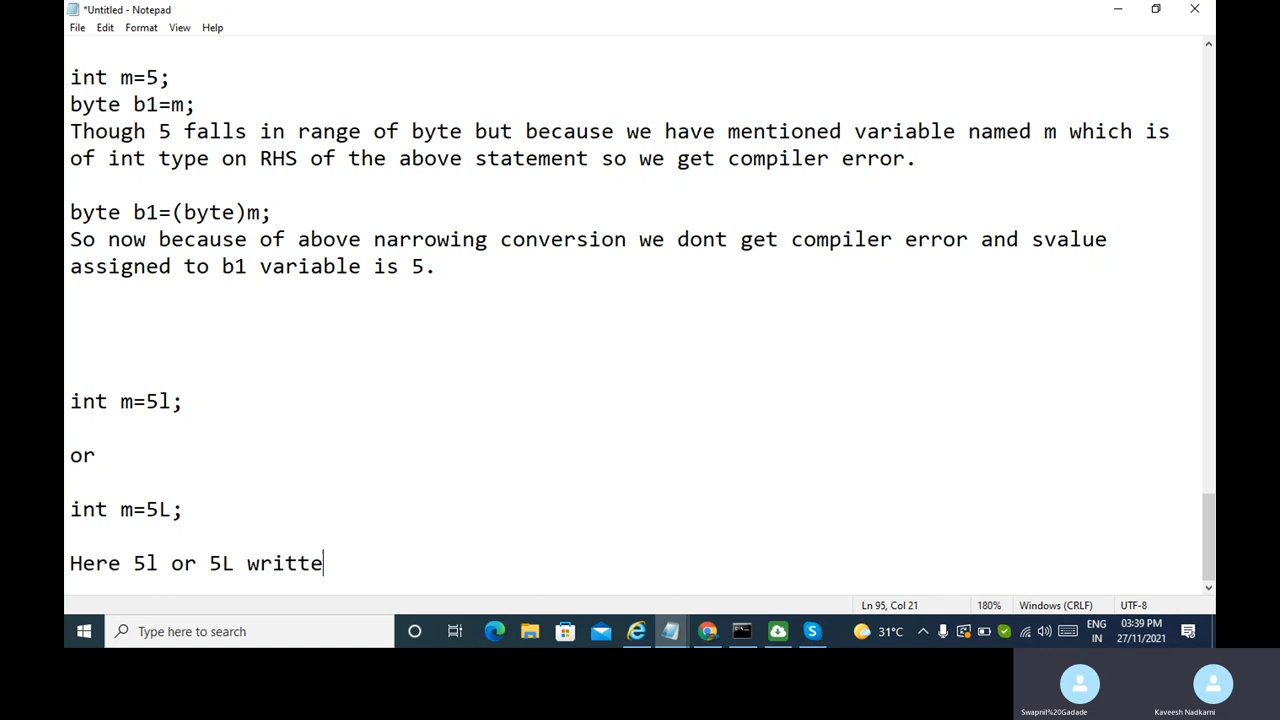 *Untitled - Notepad
File Edit Format View Help
int m=5;
byte b1=m;
Though 5 falls in range of byte but because we have mentioned variable named m which is
of int type on RHS of the above statement so we get compiler error.
byte b1=(byte)m;
So now because of above narrowing conversion we dont get compiler error and svalue
assigned to b1 variable is 5.
int m=5l;
or
int m=5L;
Here 5l or 5L writte
Ln 95, Col 21 180% Windows (CRLF) UTF-8
Type here to search
31°C
ENG
IN
03:39 PM
27/11/2021
Swapnil%20Gadade
Kaveesh Nadkarni